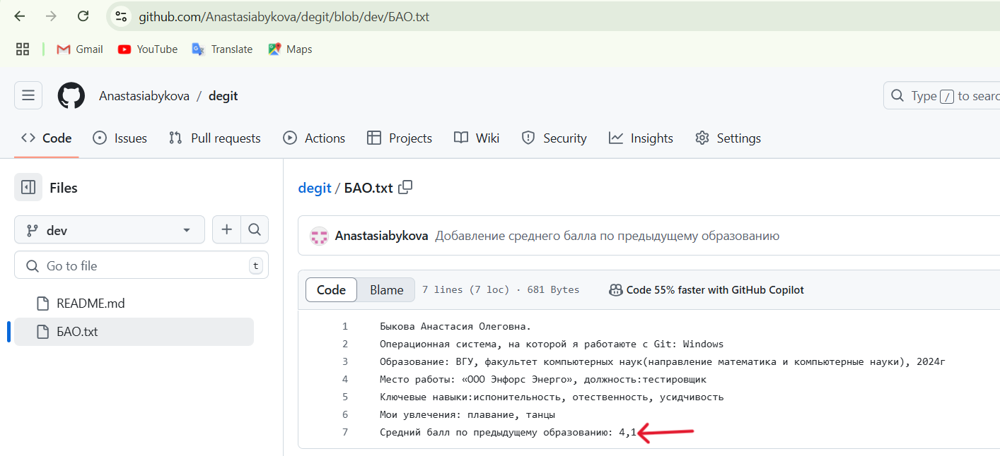 github.com/Anastasiabykova/degit/blob/dev/БАО.txt
Gmail YouTube Translate Maps
Anastasiabykova / degit
Type / to searc
Code Issues Pull requests Actions Projects Wiki Security Insights Settings
Files
degit / БАО.txt
dev
Anastasiabykova Добавление среднего балла по предыдущему образованию
Go to file t
Code Blame 7 lines (7 loc) · 681 Bytes Code 55% faster with GitHub Copilot
README.md
БАО.txt
1 Быкова Анастасия Олеговна.
2 Операционная система, на которой я работаюте с Git: Windows
3 Образование: ВГУ, факультет компьютерных наук(направление математика и компьютерные науки), 2024г
4 Место работы: «ООО Энфорс Энерго», должность:тестировщик
5 Ключевые навыки:испонительность, отественность, усидчивость
6 Мои увлечения: плавание, танцы
7 Средний балл по предыдущему образованию: 4,1